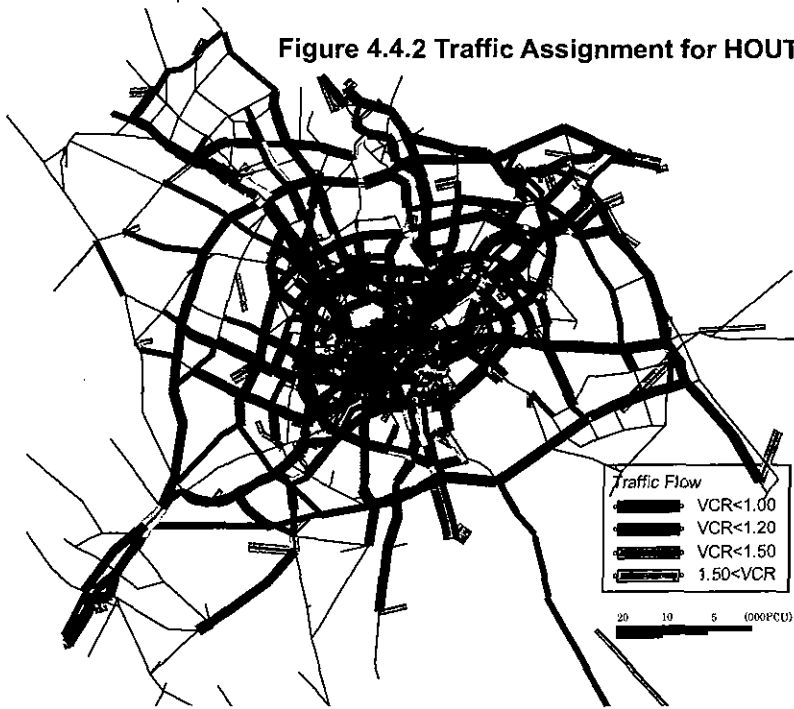 Figure 4.4.2 Traffic Assignment for HOUT
Traffic Flow
VCR<1.00
VCR<1.20
VCR<1.50
1.50<VCR
20 10 5 (000PCU)